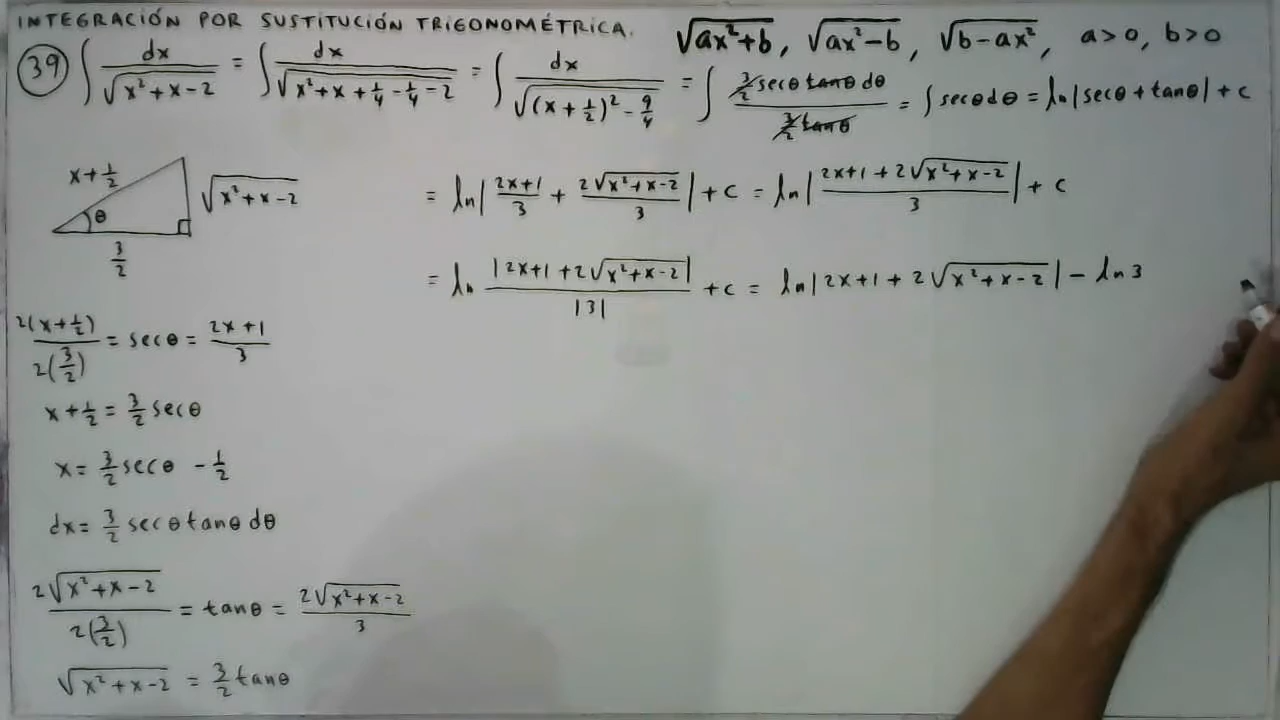 INTEGRACIÓN POR SUSTITUCIÓN TRIGONOMÉTRICA. √(ax²+b), √(ax²-b), √(b-ax²), a>0, b>0
39 ∫ dx/√(x²+x-2) = ∫ dx/√(x²+x+1/4-1/4-2) = ∫ dx/√((x+1/2)²-9/4) = ∫ (3/2 secθ tanθ dθ)/(3/2 tanθ) = ∫ secθ dθ = ln|secθ+tanθ|+c
x+1/2
θ
√(x²+x-2)
3/2
= ln|(2x+1)/3 + (2√(x²+x-2))/3| + c = ln|(2x+1+2√(x²+x-2))/3| + c
= ln |2x+1+2√(x²+x-2)|/|3| + c = ln|2x+1+2√(x²+x-2)| - ln3
2(x+1/2)/2(3/2) = secθ = (2x+1)/3
x+1/2 = 3/2 secθ
x = 3/2 secθ - 1/2
dx = 3/2 secθ tanθ dθ
2√(x²+x-2)/2(3/2) = tanθ = 2√(x²+x-2)/3
√(x²+x-2) = 3/2 tanθ